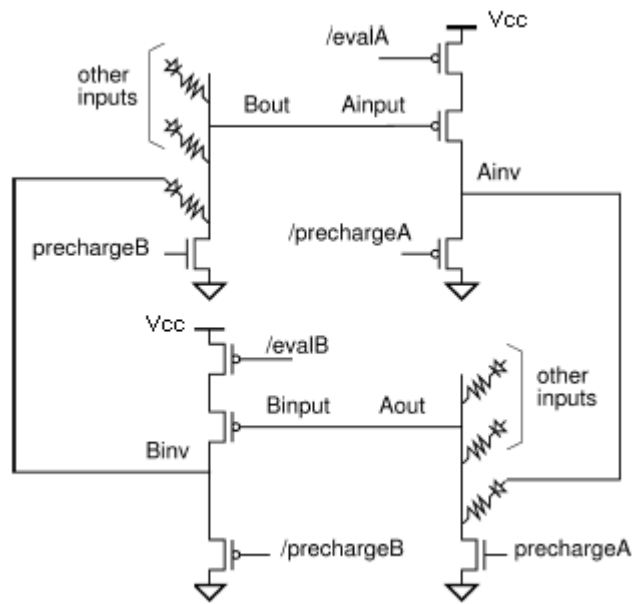 /evalA
Vcc
other
inputs
Bout
Ainput
Ainv
prechargeB
/prechargeA
Vcc
/evalB
other
inputs
Binput
Aout
Binv
/prechargeB
prechargeA